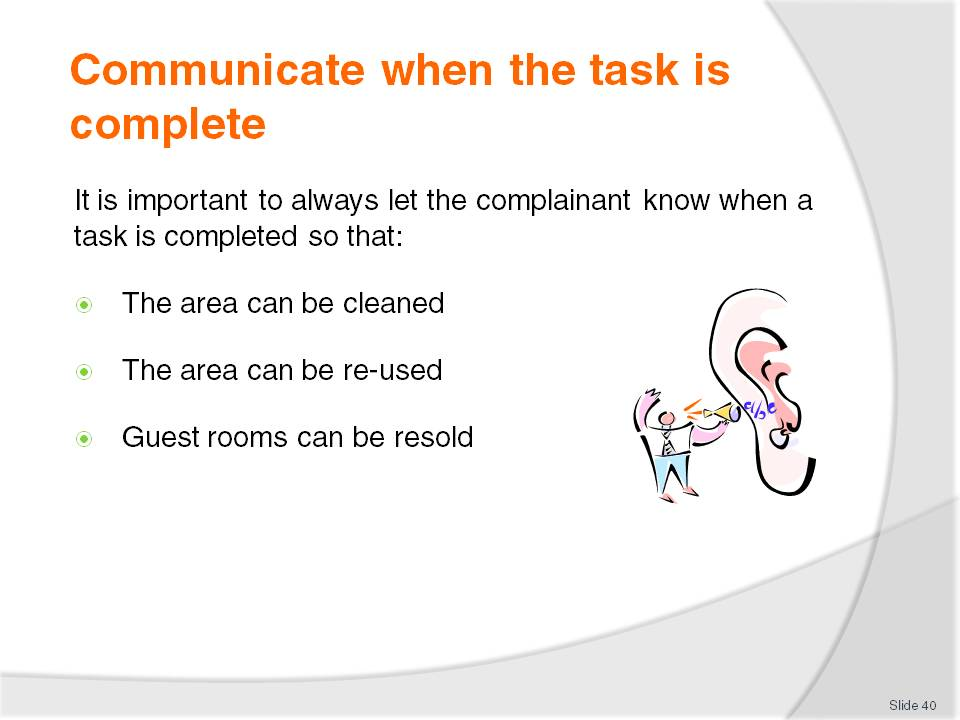 Communicate when the task is
complete
It is important to always let the complainant know when a
task is completed so that:
The area can be cleaned
The area can be re-used
Guest rooms can be resold
Slide 40